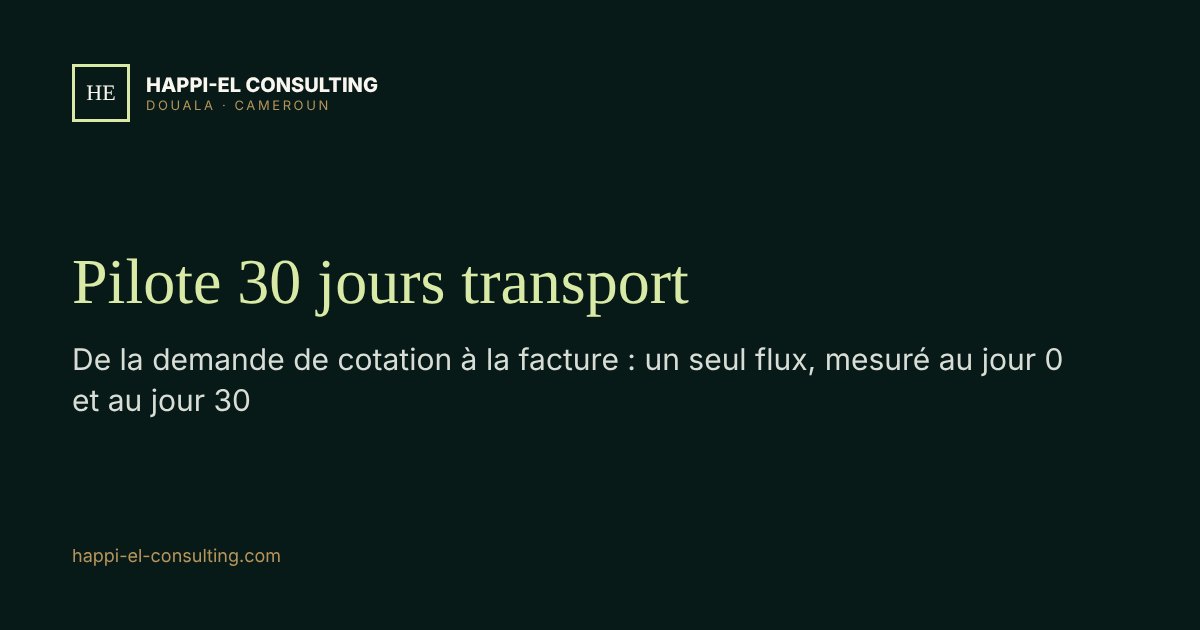 HE
HAPPI-EL CONSULTING
DOUALA · CAMEROUN
Pilote 30 jours transport
De la demande de cotation à la facture : un seul flux, mesuré au jour 0
et au jour 30
happi-el-consulting.com